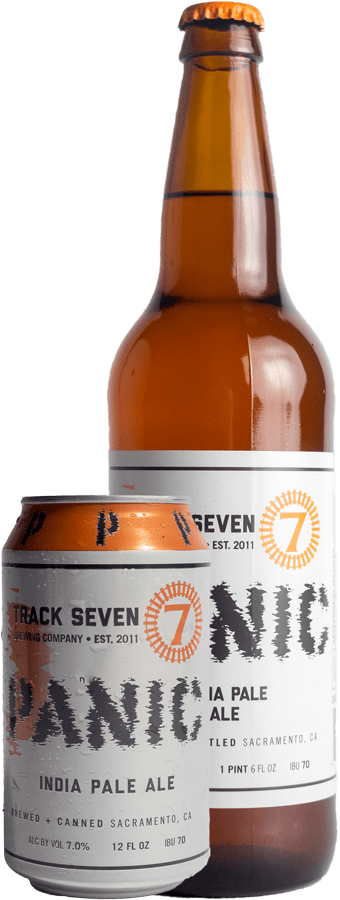 SEVEN 7
• EST. 2011
NIC
IA PALE
ALE
TLED SACRAMENTO, CA
1 PINT 6 FL OZ IBU 70
P P P
TRACK SEVEN 7
BREWING COMPANY • EST. 2011
PANIC
INDIA PALE ALE
BREWED + CANNED SACRAMENTO, CA
ALC BY VOL 7.0% 12 FL OZ IBU 70